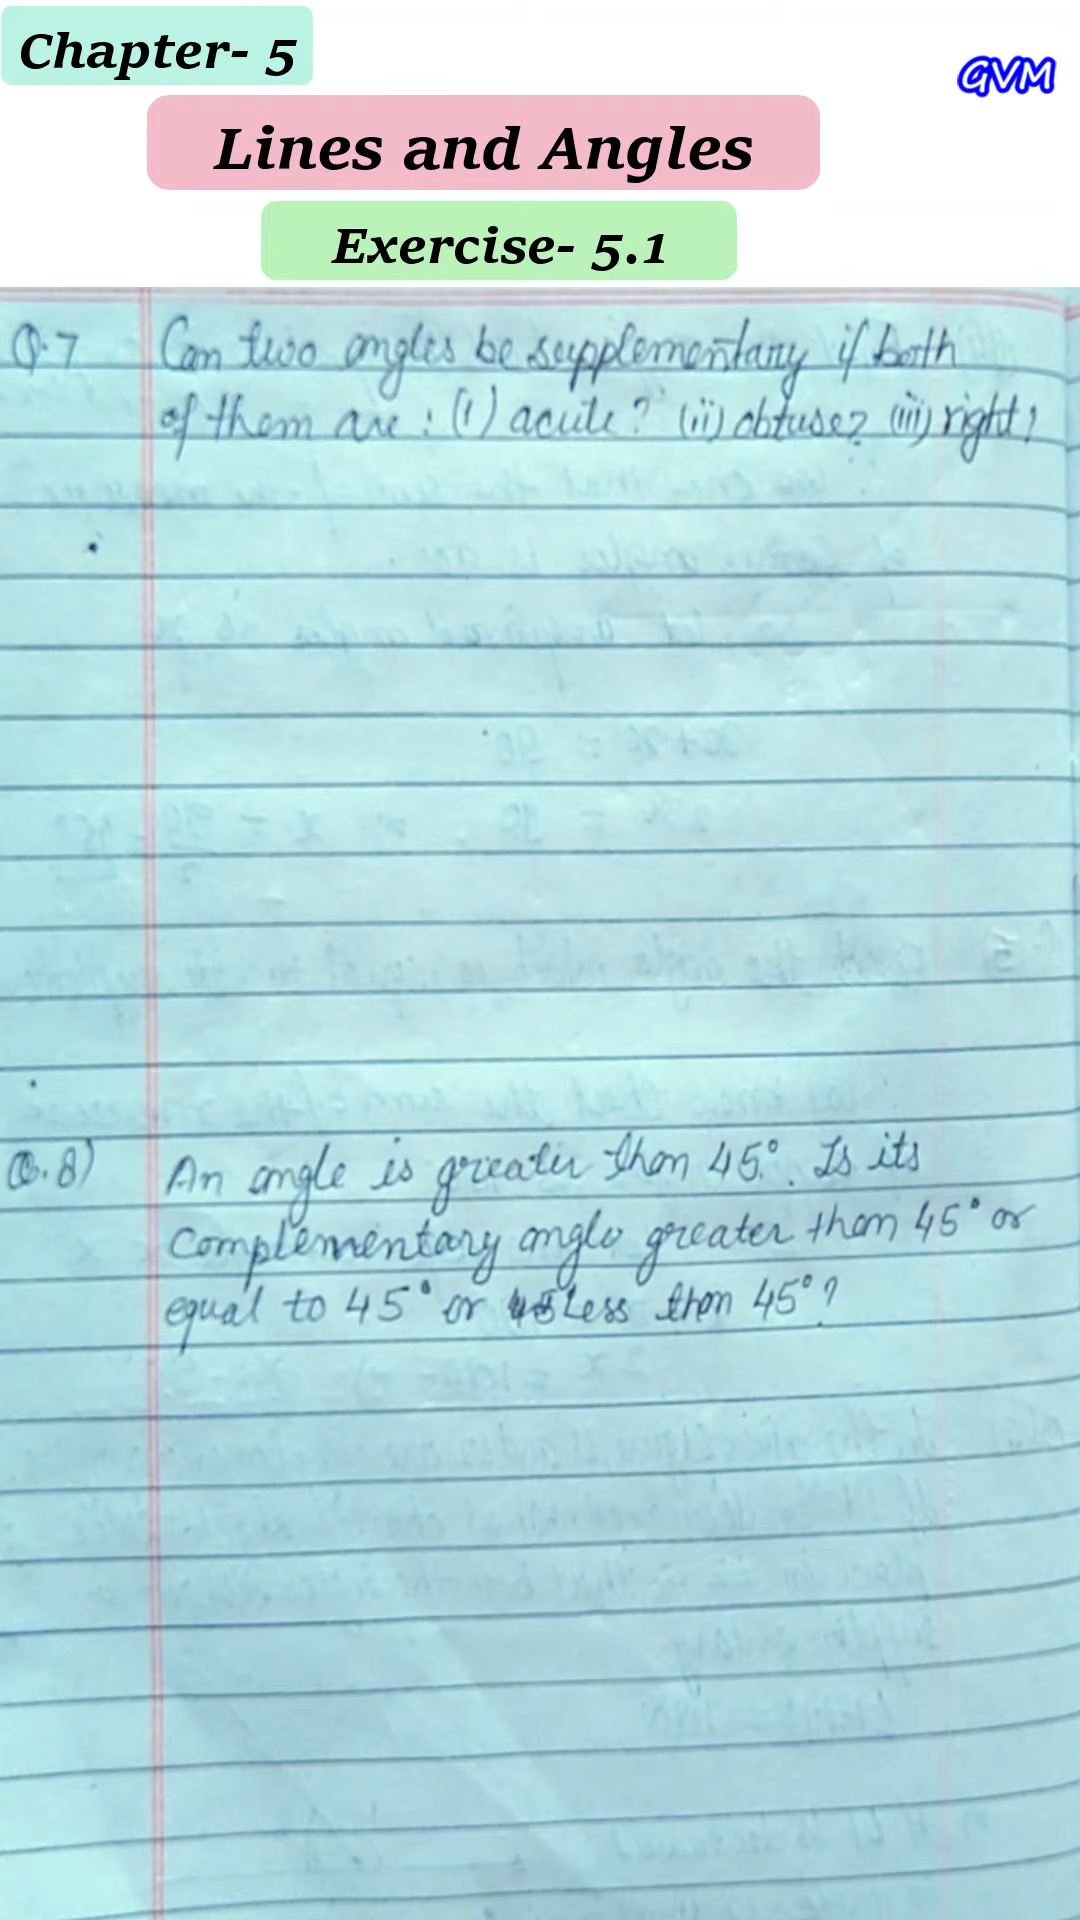 Chapter- 5
GVM
Lines and Angles
Exercise- 5.1
Q.7 Can two angles be supplementary if both
of them are : (i) acute? (ii) obtuse? (iii) right?
Q.8) An angle is greater than 45°. Is its
Complementary angle greater than 45° or
equal to 45° or less than 45°?